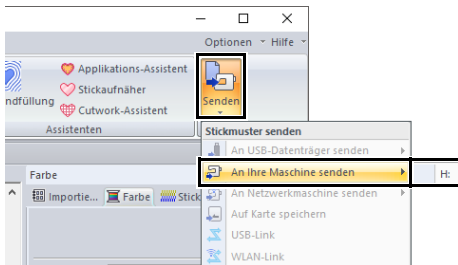 Optionen Hilfe
Applikations-Assistent
Stickaufnäher
ndfüllung
Cutwork-Assistent
Senden
Assistenten
Stickmuster senden
An USB-Datenträger senden
Farbe
An Ihre Maschine senden
H:
Importie... Farbe Stick
An Netzwerkmaschine senden
Auf Karte speichern
USB-Link
WLAN-Link